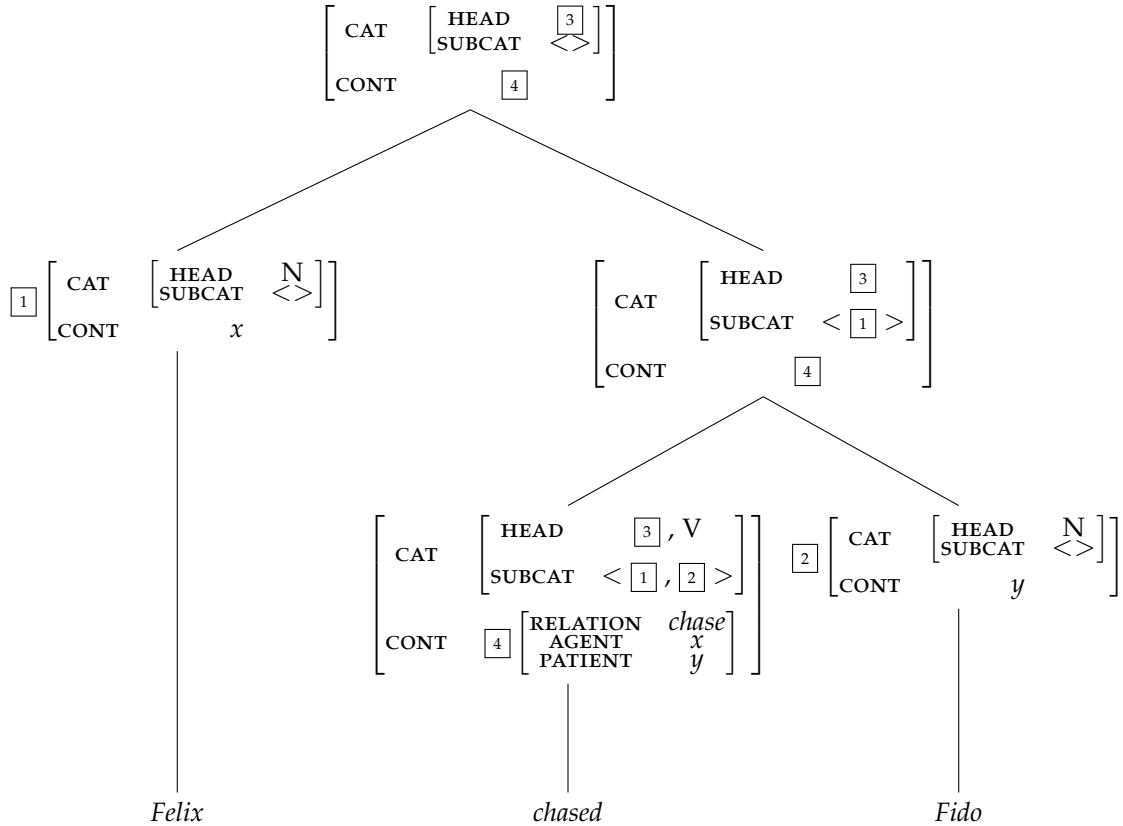 HEAD 3
CAT
SUBCAT < >
CONT 4
HEAD N
CAT
SUBCAT < >
1
CONT x
HEAD 3
CAT
SUBCAT < 1 >
CONT 4
HEAD 3 , V
CAT
SUBCAT < 1 , 2 >
RELATION chase
CONT 4 AGENT x
PATIENT y
HEAD N
CAT
SUBCAT < >
2
CONT y
Felix chased Fido